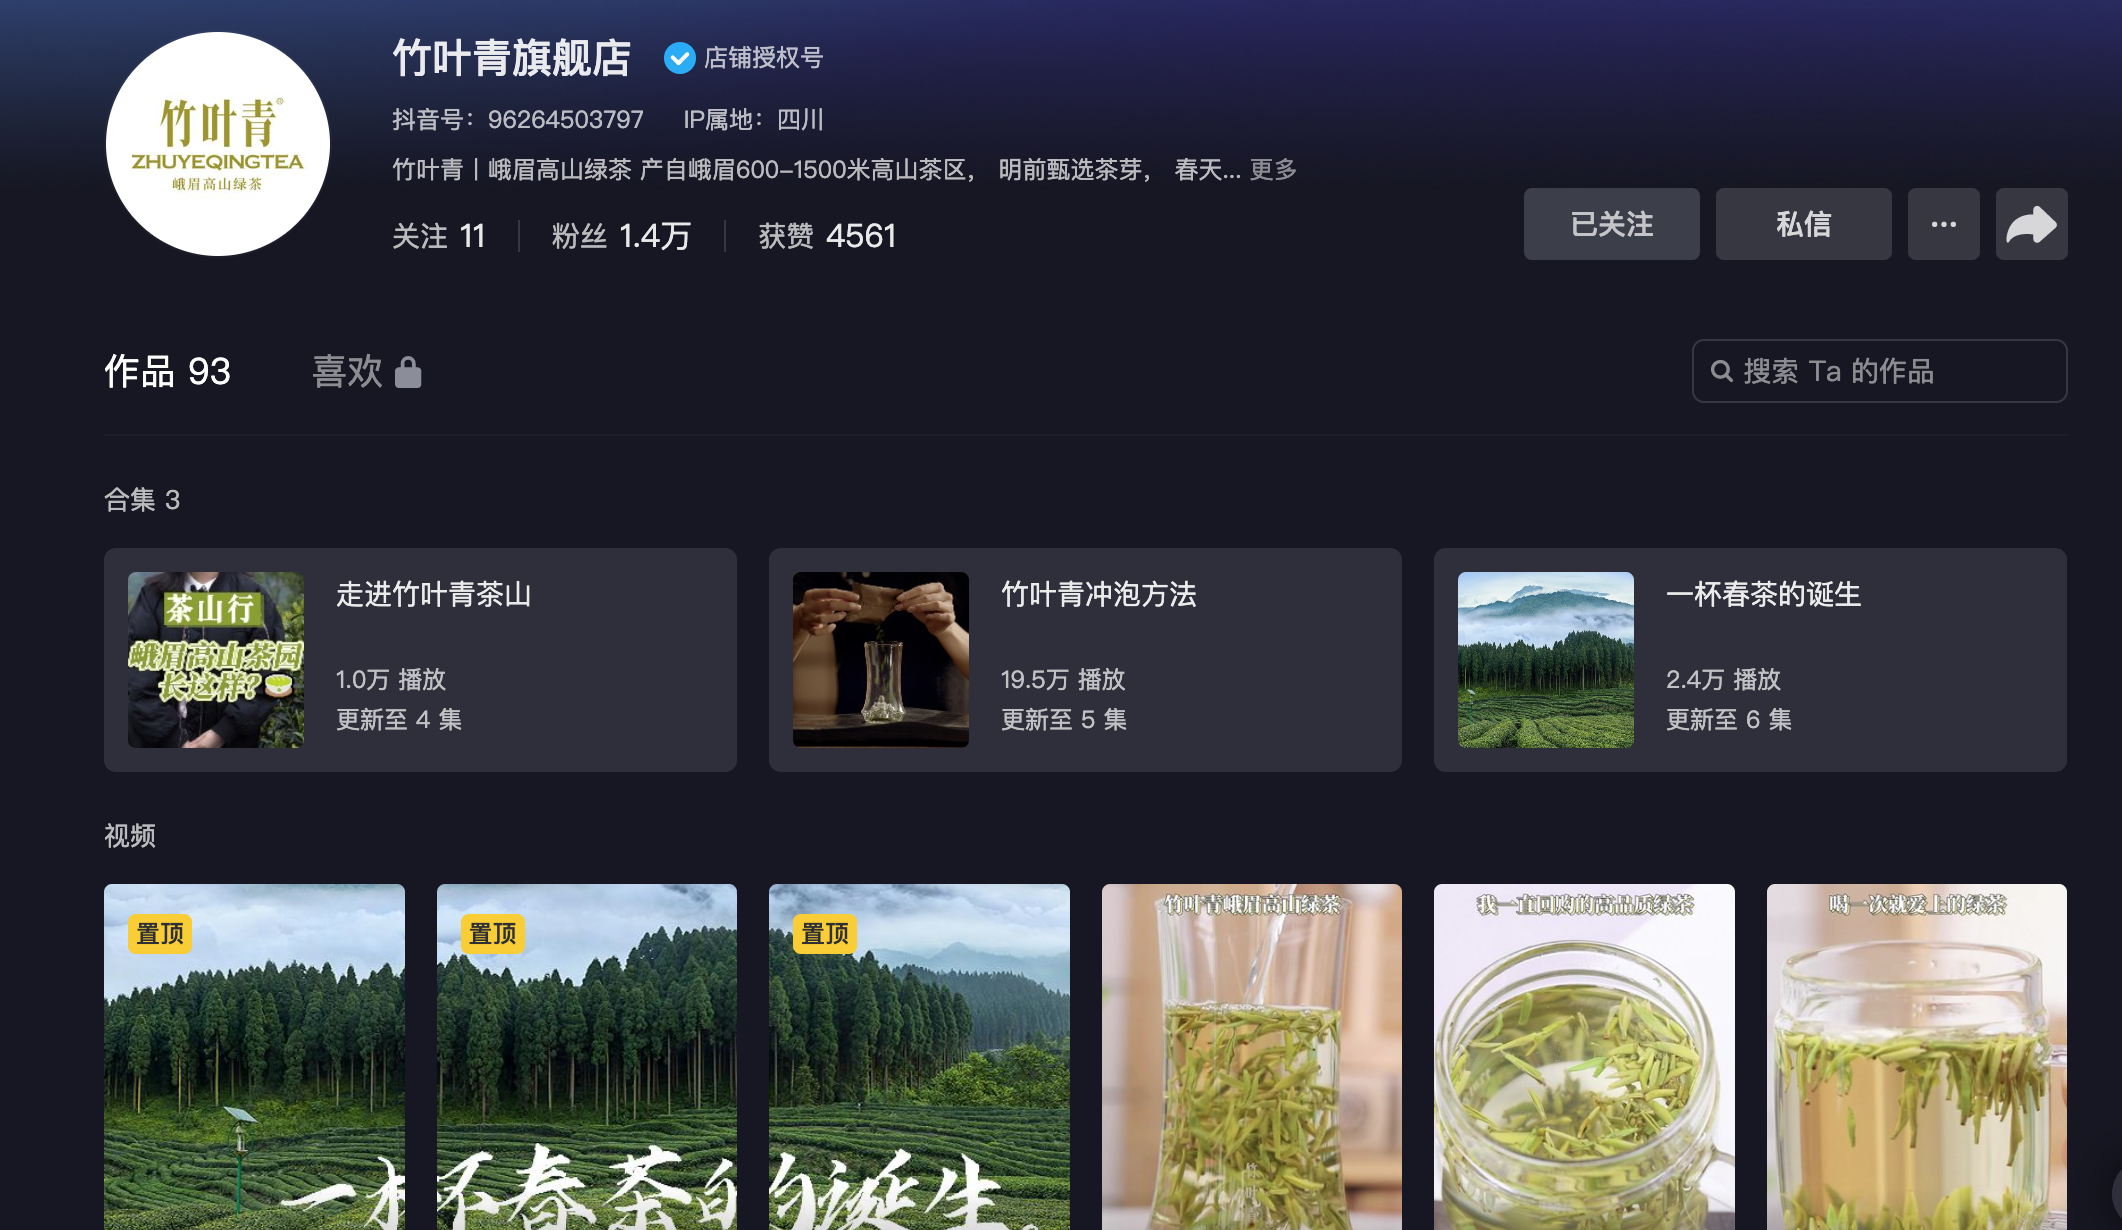 竹叶青®
ZHUYEQINGTEA
峨眉高山绿茶
竹叶青旗舰店 店铺授权号
抖音号：96264503797 IP属地：四川
竹叶青丨峨眉高山绿茶 产自峨眉600-1500米高山茶区， 明前甄选茶芽， 春天... 更多
关注 11 粉丝 1.4万 获赞 4561
已关注 私信 ···
作品 93 喜欢
搜索 Ta 的作品
合集 3
茶山行
峨眉高山茶园
长这样?
走进竹叶青茶山
1.0万 播放
更新至 4 集
竹叶青冲泡方法
19.5万 播放
更新至 5 集
一杯春茶的诞生
2.4万 播放
更新至 6 集
视频
置顶 置顶 置顶
一杯春茶的诞生。
竹叶青峨眉高山绿茶
竹叶
我一直回购的高品质绿茶
喝一次就爱上的绿茶